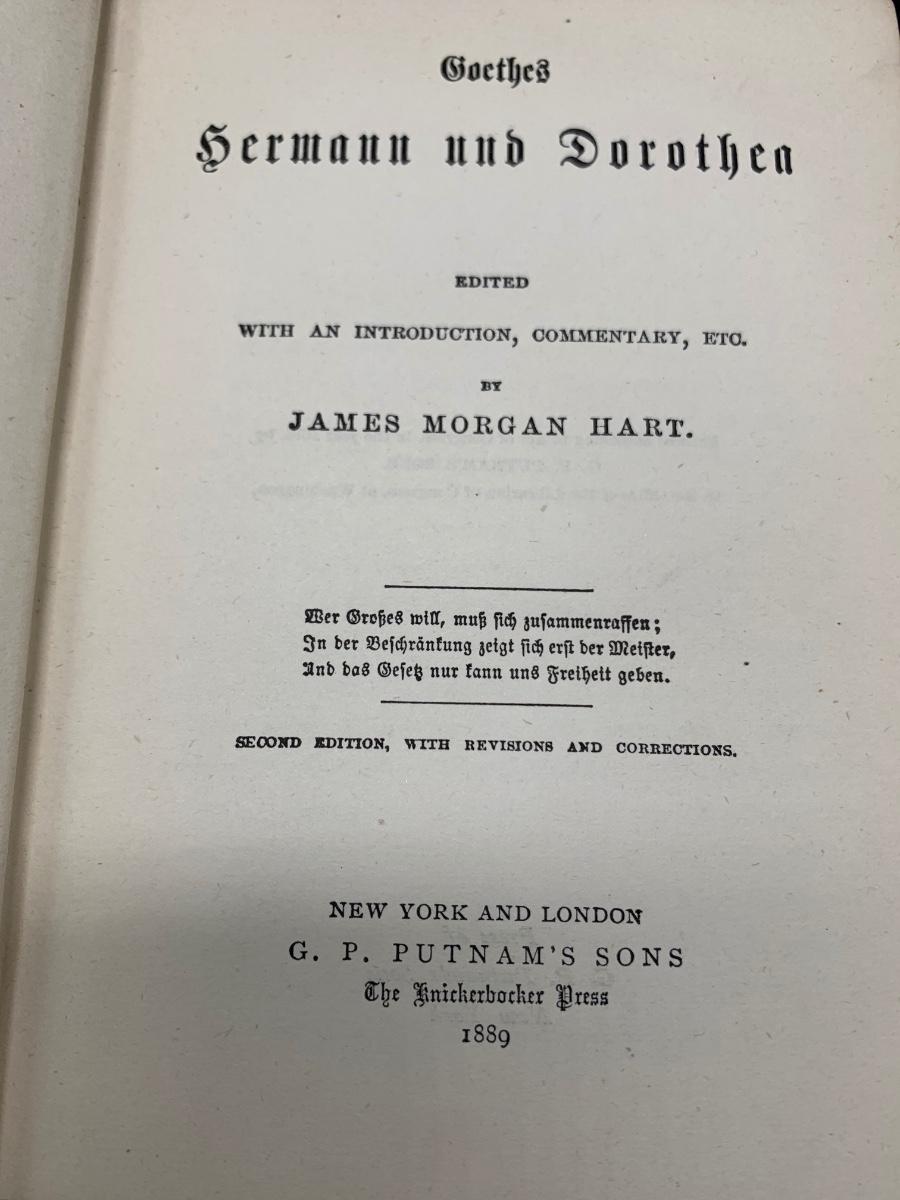 Goethes
Hermann und Dorothea
EDITED
WITH AN INTRODUCTION, COMMENTARY, ETC.
BY
JAMES MORGAN HART.
Wer Großes will, muß sich zusammenraffen;
In der Beschränkung zeigt sich erst der Meister,
Und das Gesetz nur kann uns Freiheit geben.
SECOND EDITION, WITH REVISIONS AND CORRECTIONS.
NEW YORK AND LONDON
G. P. PUTNAM'S SONS
The Knickerbocker Press
1889